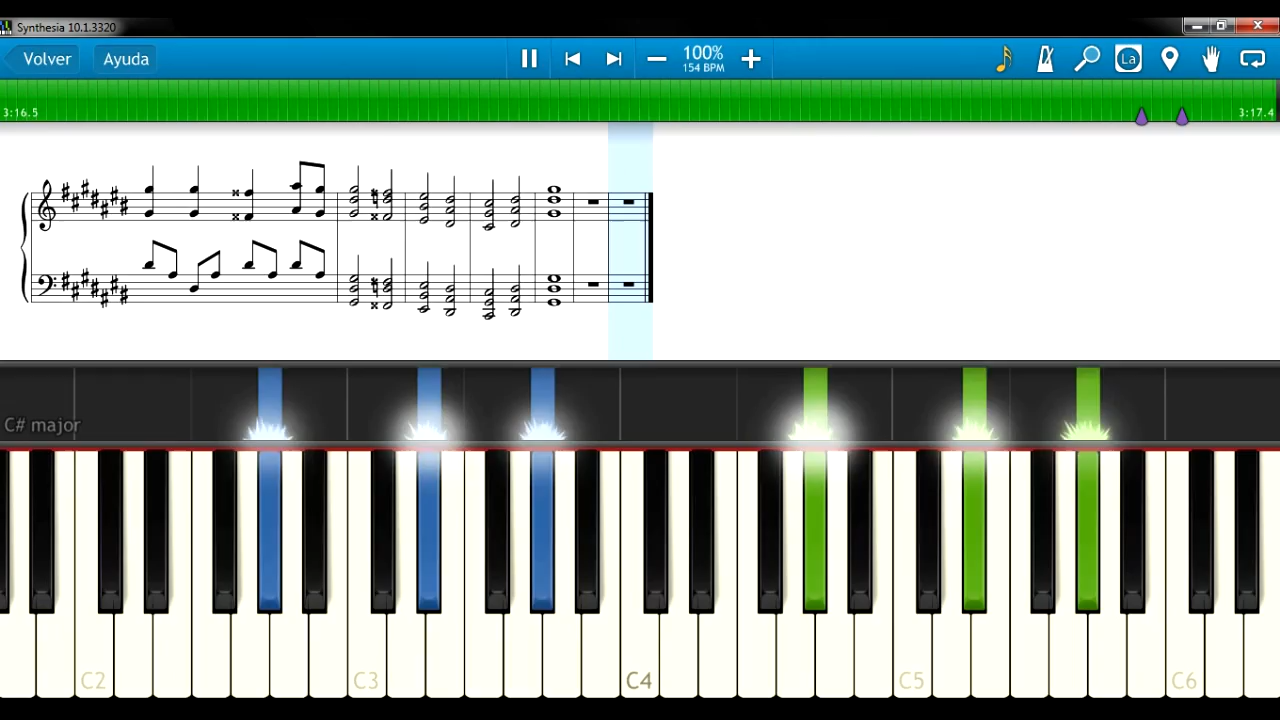 Synthesia 10.1.3320
Volver
Ayuda
100%
154 BPM
La
3:16.5
3:17.4
C# major
C2
C3
C4
C5
C6